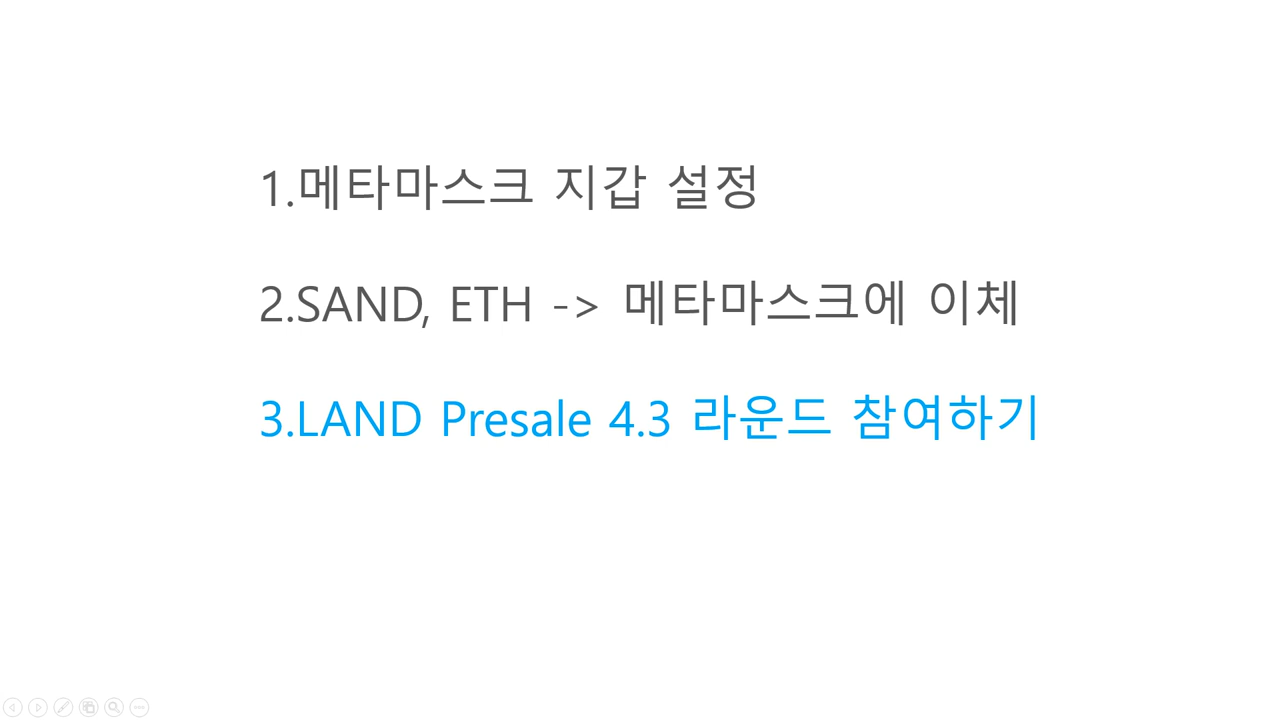 1.메타마스크 지갑 설정
2.SAND, ETH -> 메타마스크에 이체
3.LAND Presale 4.3 라운드 참여하기